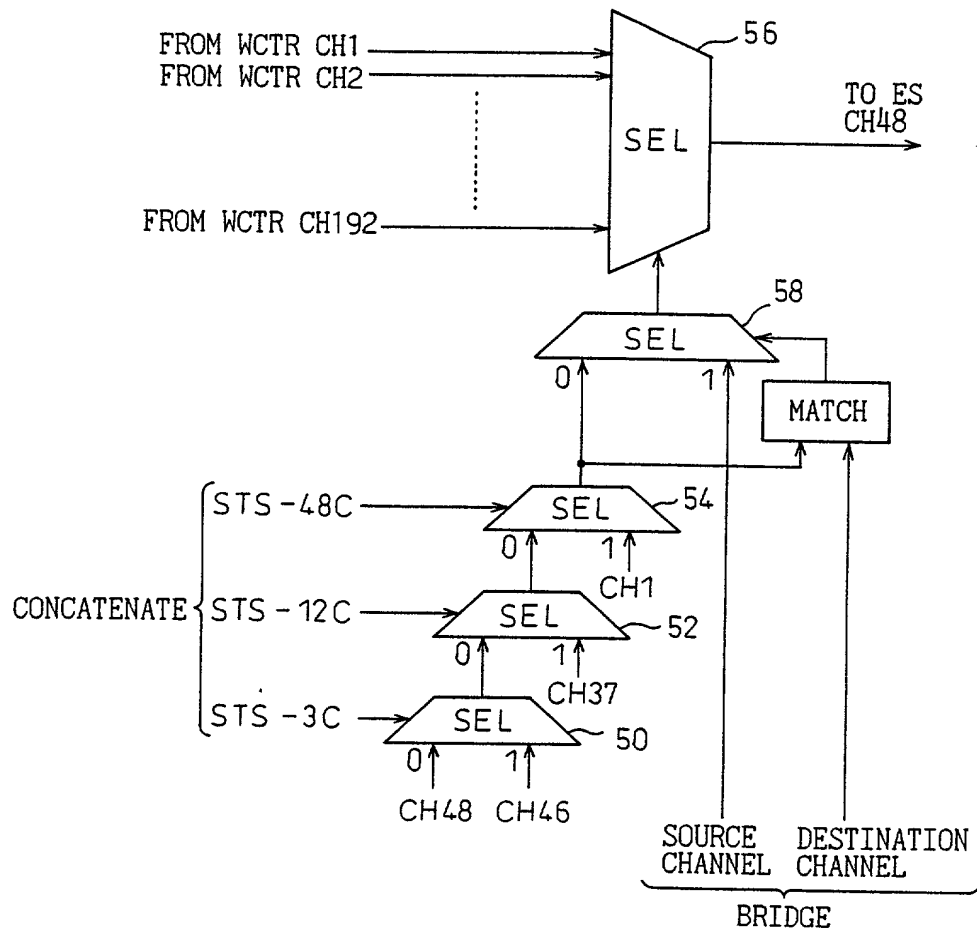 56
FROM WCTR CH1
FROM WCTR CH2
TO ES
CH48
SEL
FROM WCTR CH192
58
SEL
0
1
MATCH
STS-48C
SEL
54
0
1
CH1
CONCATENATE
STS-12C
SEL
52
0
1
CH37
STS-3C
SEL
50
0
1
CH48
CH46
SOURCE
CHANNEL
DESTINATION
CHANNEL
BRIDGE